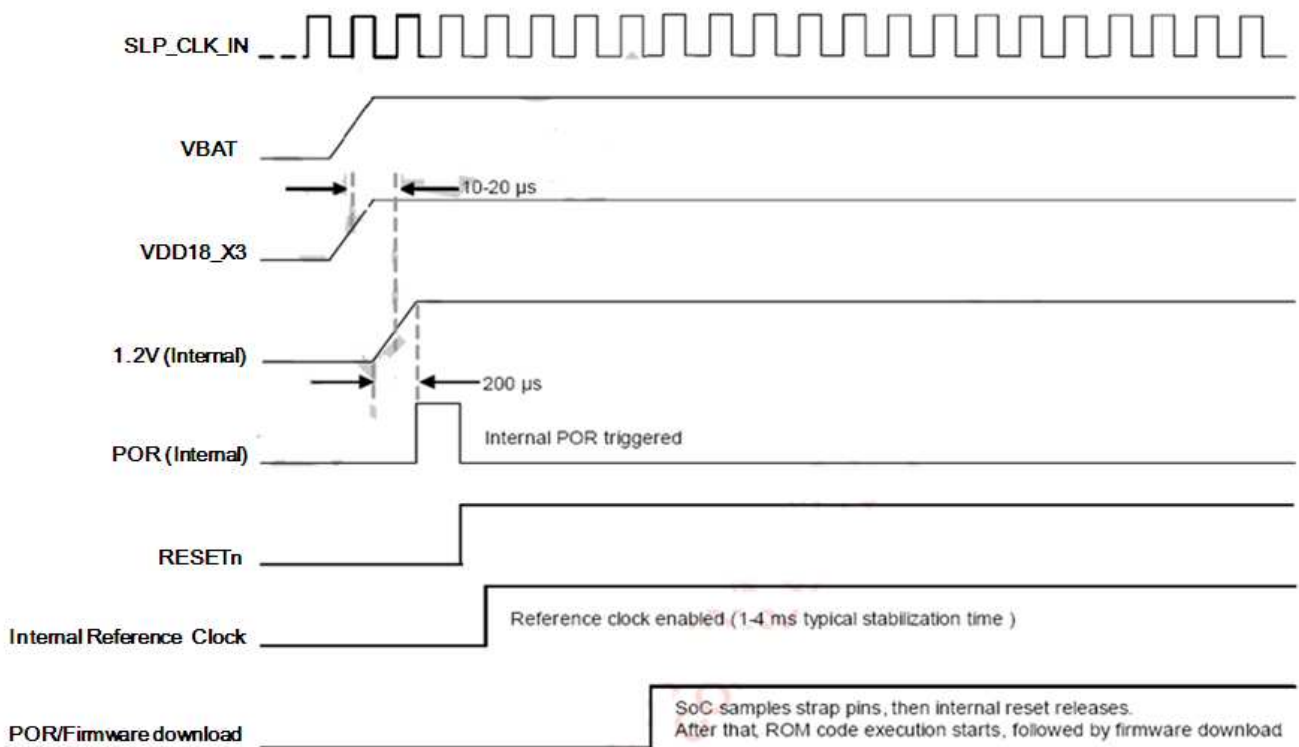 SLP_CLK_IN
VBAT
10-20 μs
VDD18_X3
1.2V (Internal)
200 μs
POR (Internal)
Internal POR triggered
RESETn
Internal Reference Clock
Reference clock enabled (1-4 ms typical stabilization time )
POR/Firmware download
SoC samples strap pins, then internal reset releases.
After that, ROM code execution starts, followed by firmware download